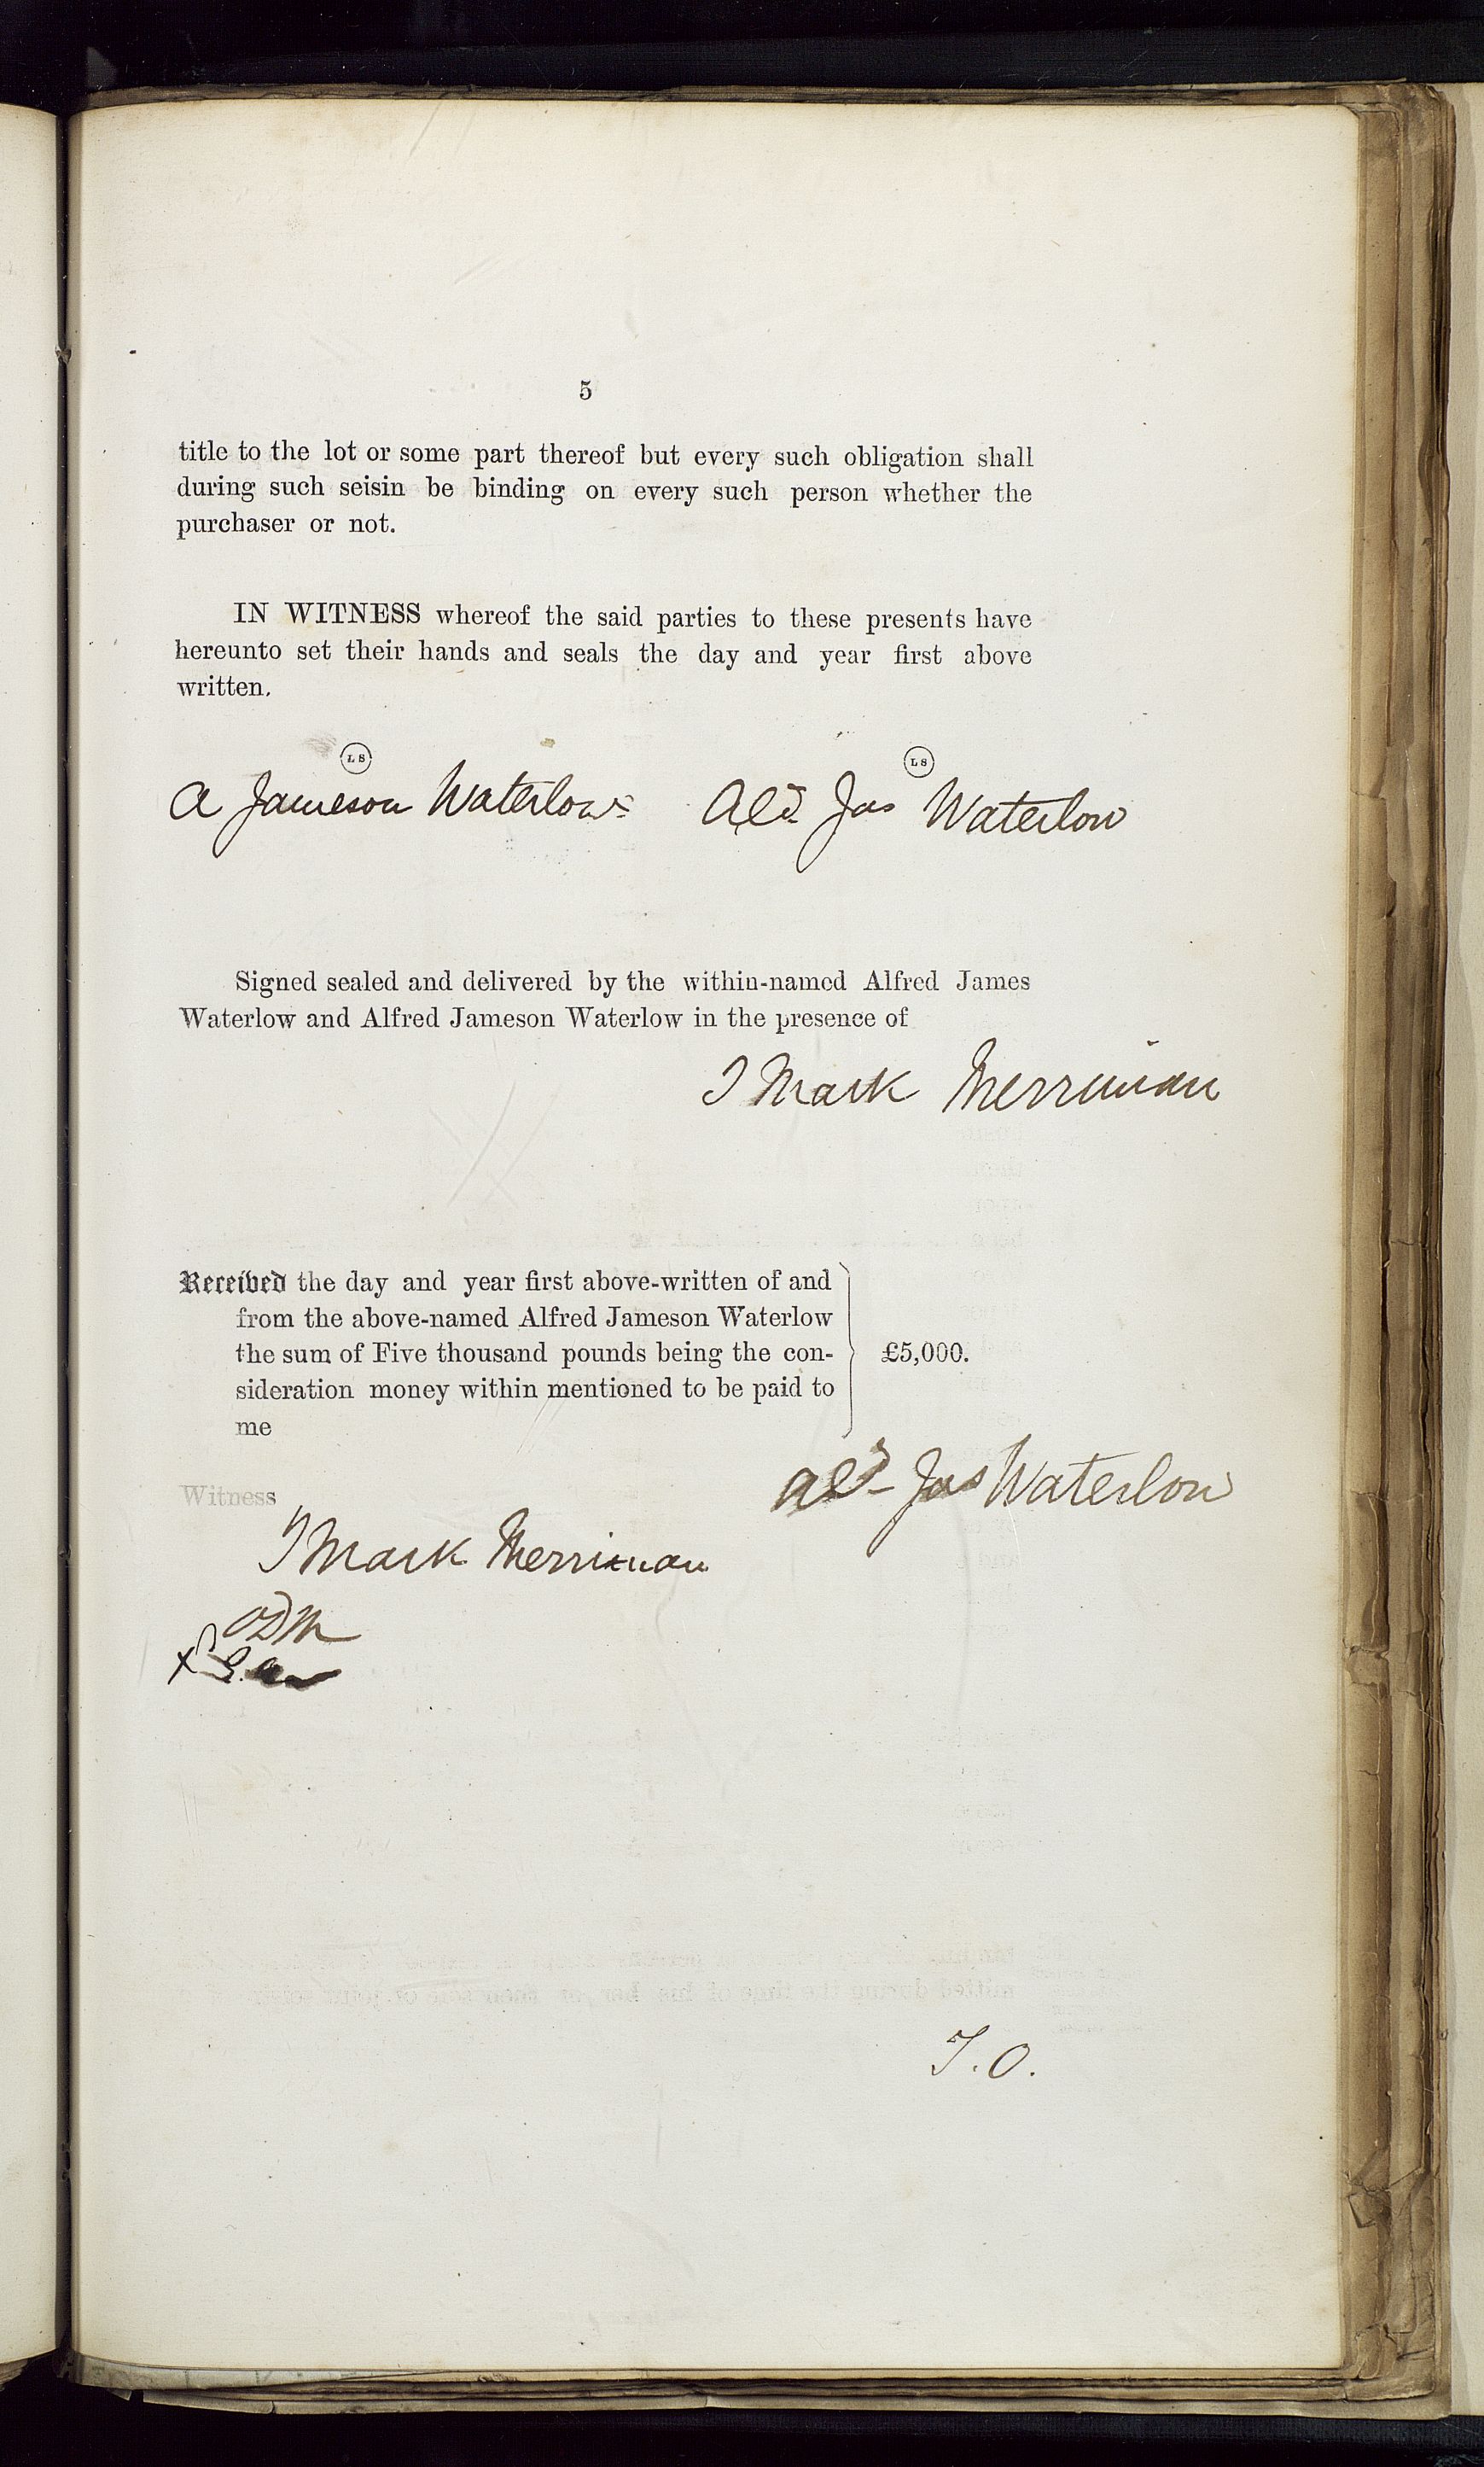 5
title to the lot or some part thereof but every such obligation shall
during such seisin be binding on every such person whether the
purchaser or not.
IN WITNESS whereof the said parties to these presents have
hereunto set their hands and seals the day and year first above
written.
LS LS
A Jameson Waterlow Alfd Jas Waterlow
Signed sealed and delivered by the within-named Alfred James
Waterlow and Alfred Jameson Waterlow in the presence of
J Mark Merriman
Received the day and year first above-written of and
from the above-named Alfred Jameson Waterlow
the sum of Five thousand pounds being the con-
£5,000.
sideration money within mentioned to be paid to
me
Alfd Jas Waterlow
Witness
J Mark Merriman
T.O.